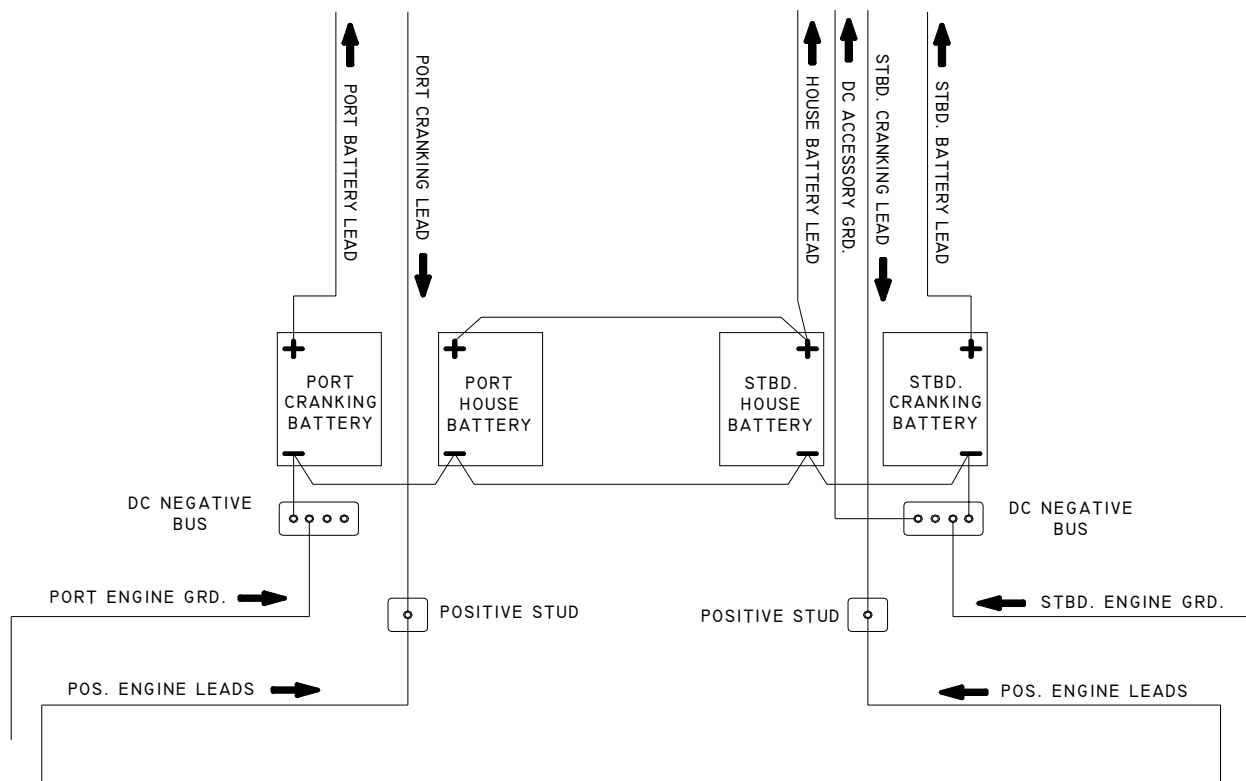 PORT BATTERY LEAD
PORT CRANKING LEAD
HOUSE BATTERY LEAD
DC ACCESSORY GRD.
STBD. CRANKING LEAD
STBD. BATTERY LEAD
PORT
CRANKING
BATTERY
PORT
HOUSE
BATTERY
STBD.
HOUSE
BATTERY
STBD.
CRANKING
BATTERY
DC NEGATIVE
BUS
DC NEGATIVE
BUS
PORT ENGINE GRD.
POSITIVE STUD
POSITIVE STUD
STBD. ENGINE GRD.
POS. ENGINE LEADS
POS. ENGINE LEADS